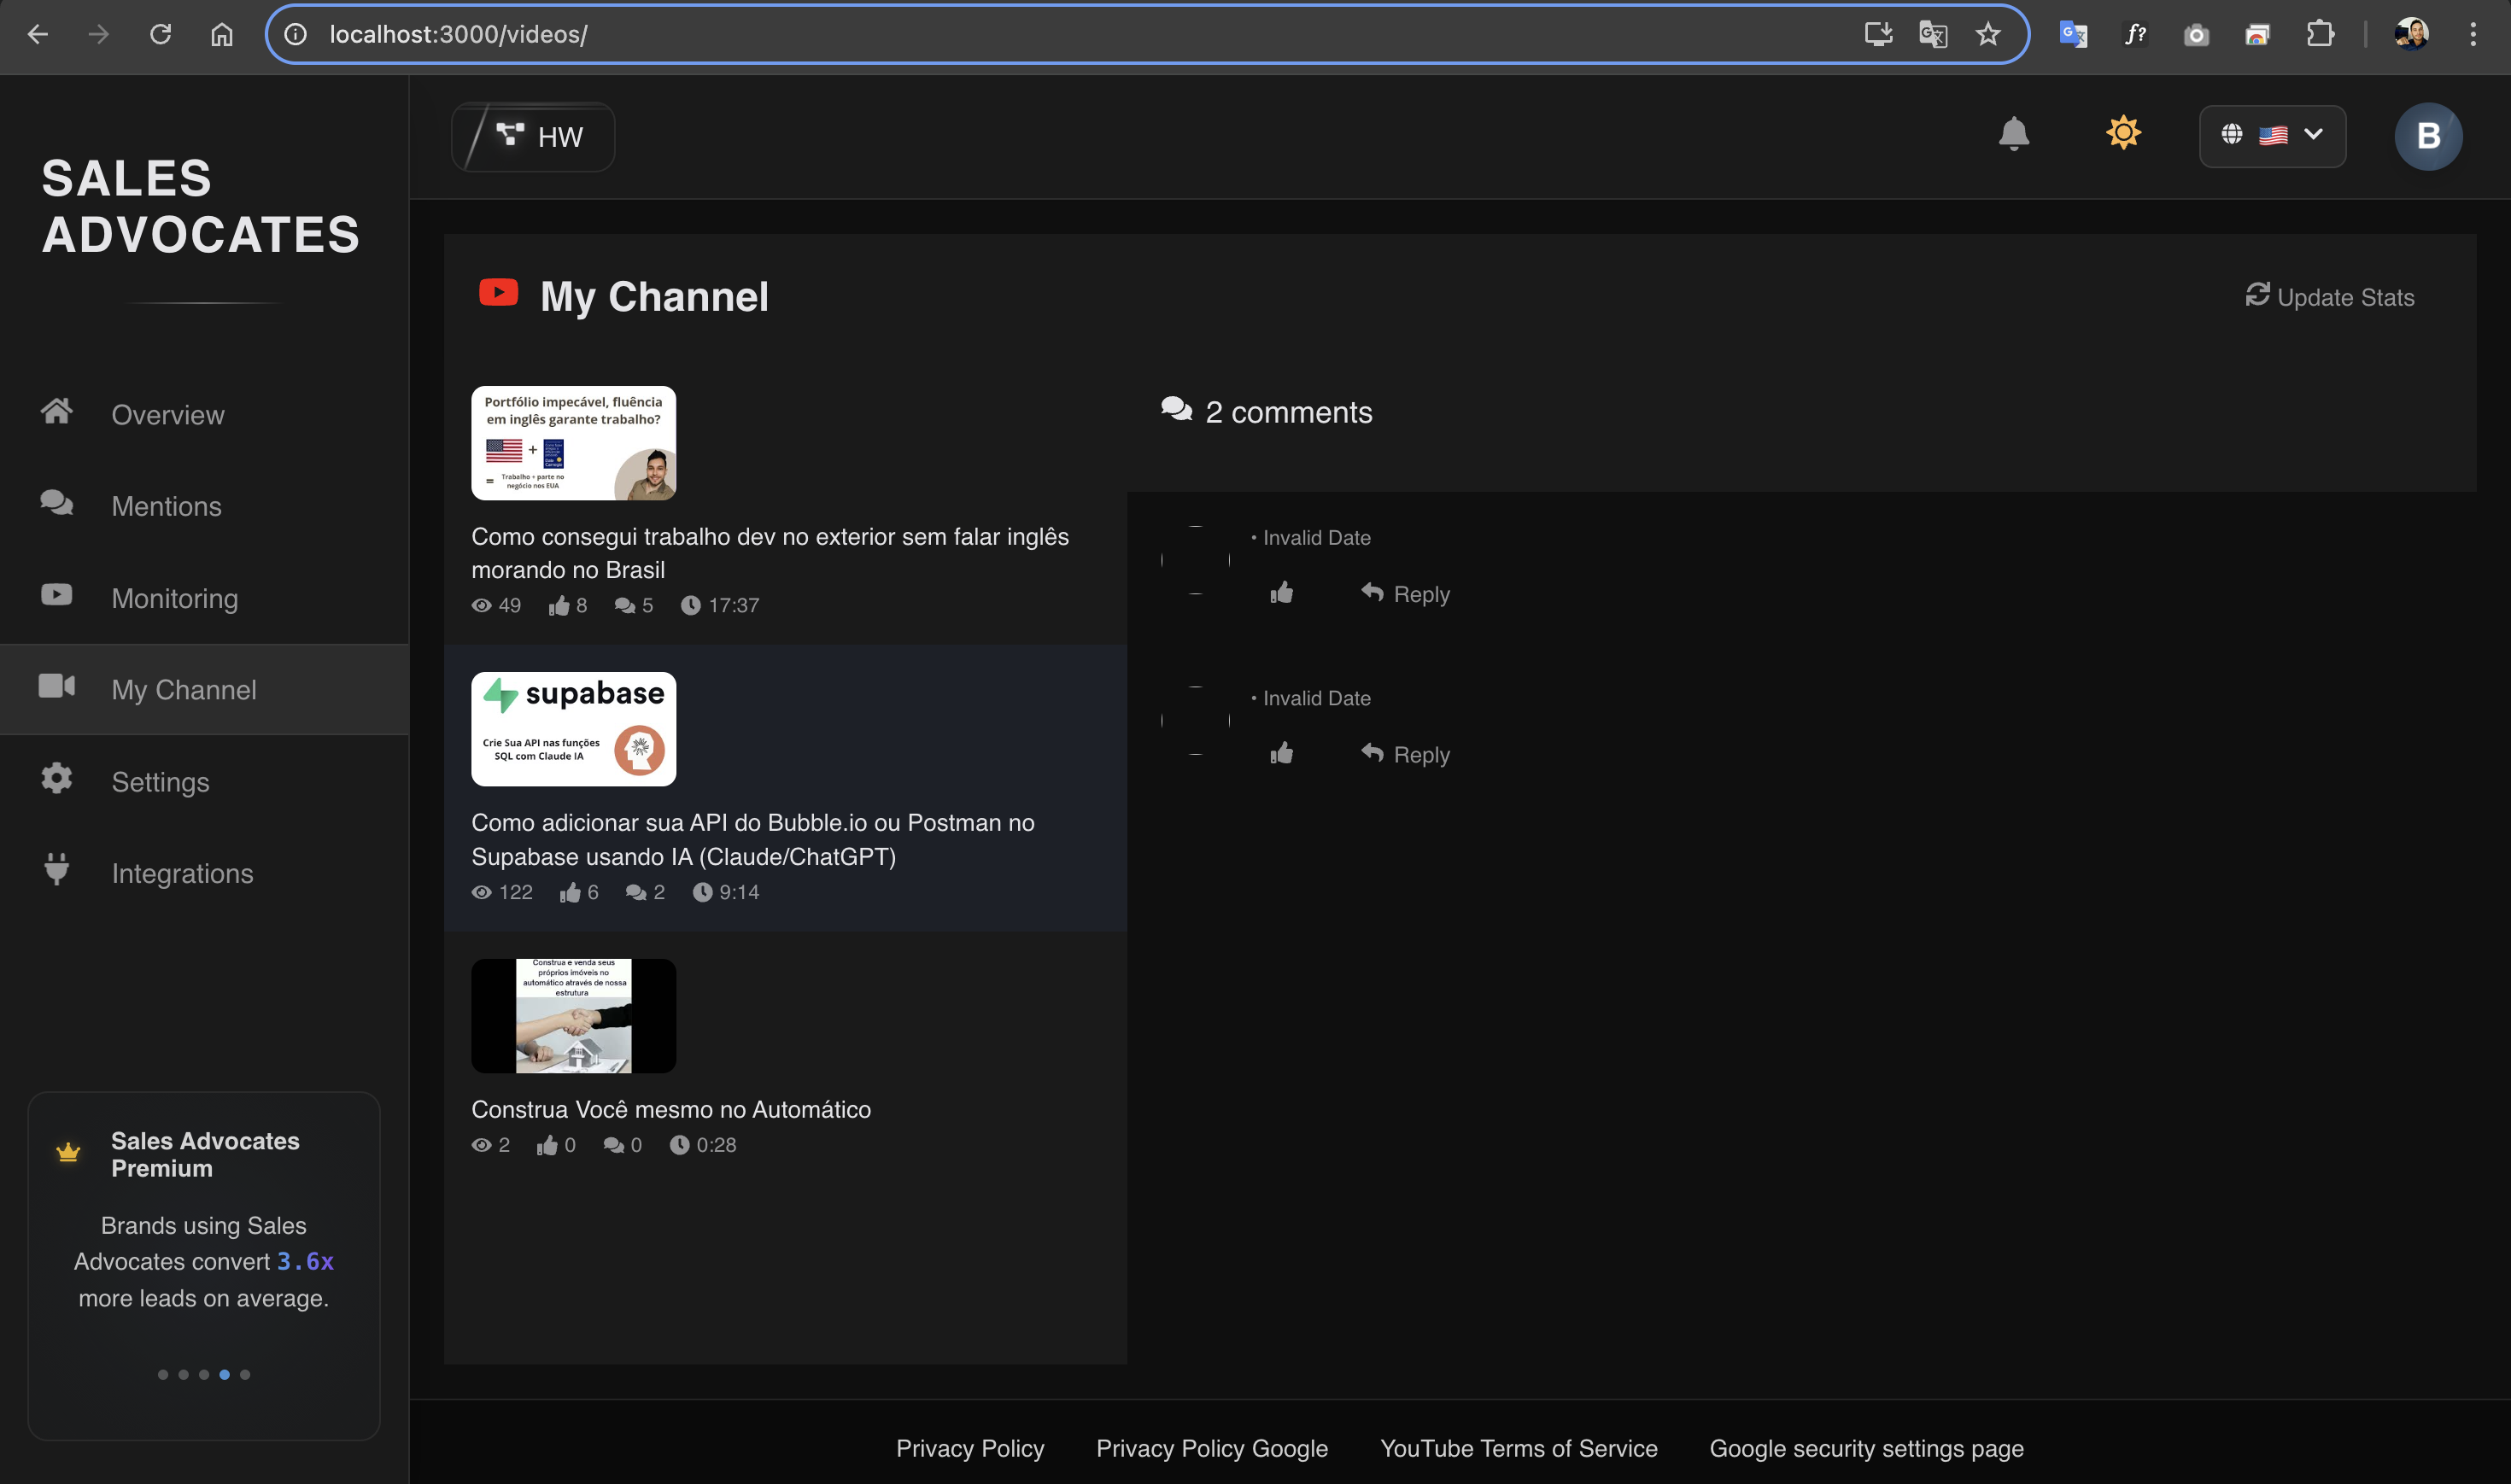 localhost:3000/videos/
SALES
ADVOCATES
HW
B
Overview
Mentions
Monitoring
My Channel
Settings
Integrations
Sales Advocates
Premium
Brands using Sales
Advocates convert 3.6x
more leads on average.
My Channel
Update Stats
Portfólio impecável, fluência
em inglês garante trabalho?
+
= Trabalho + parte no
negócio nos EUA
Como consegui trabalho dev no exterior sem falar inglês
morando no Brasil
49 8 5 17:37
supabase
Crie Sua API nas funções
SQL com Claude IA
Como adicionar sua API do Bubble.io ou Postman no
Supabase usando IA (Claude/ChatGPT)
122 6 2 9:14
Construa e venda seus
próprios imóveis no
automático através de nossa
estrutura
Construa Você mesmo no Automático
2 0 0 0:28
2 comments
• Invalid Date
Reply
• Invalid Date
Reply
Privacy Policy Privacy Policy Google YouTube Terms of Service Google security settings page